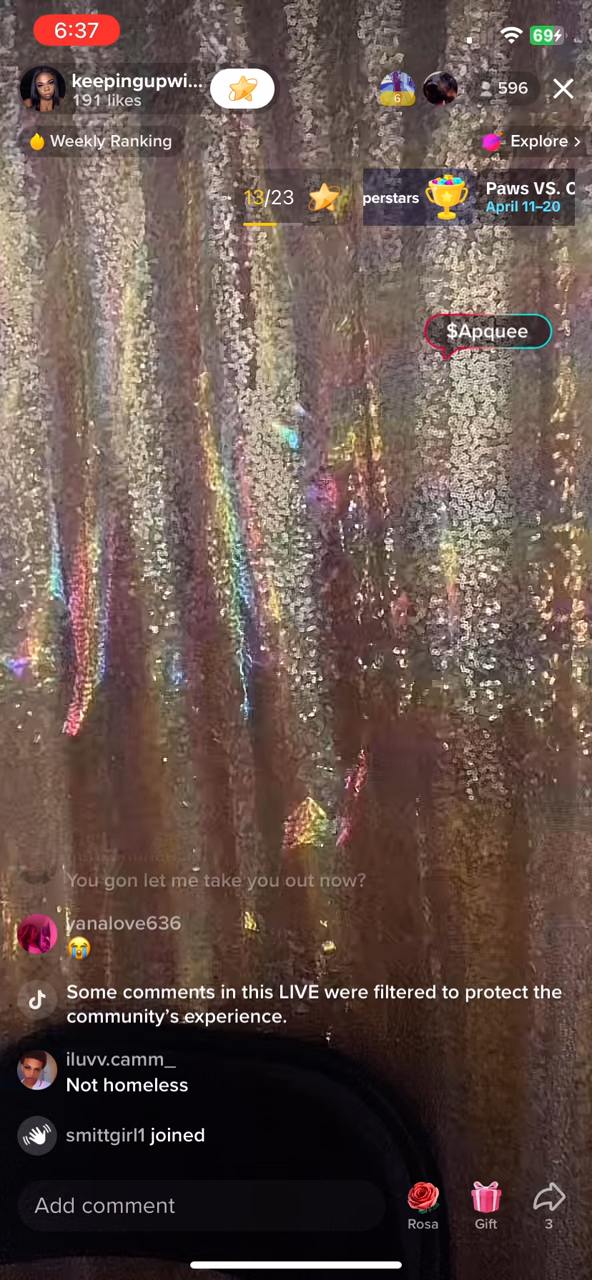 6:37
69
keepingupwi...
191 likes
6
596
Weekly Ranking
Explore >
13/23
perstars
Paws VS. C
April 11–20
$Apquee
You gon let me take you out now?
yanalove636
😭
Some comments in this LIVE were filtered to protect the
community's experience.
iluvv.camm_
Not homeless
smittgirl1 joined
Add comment
Rosa
Gift
3